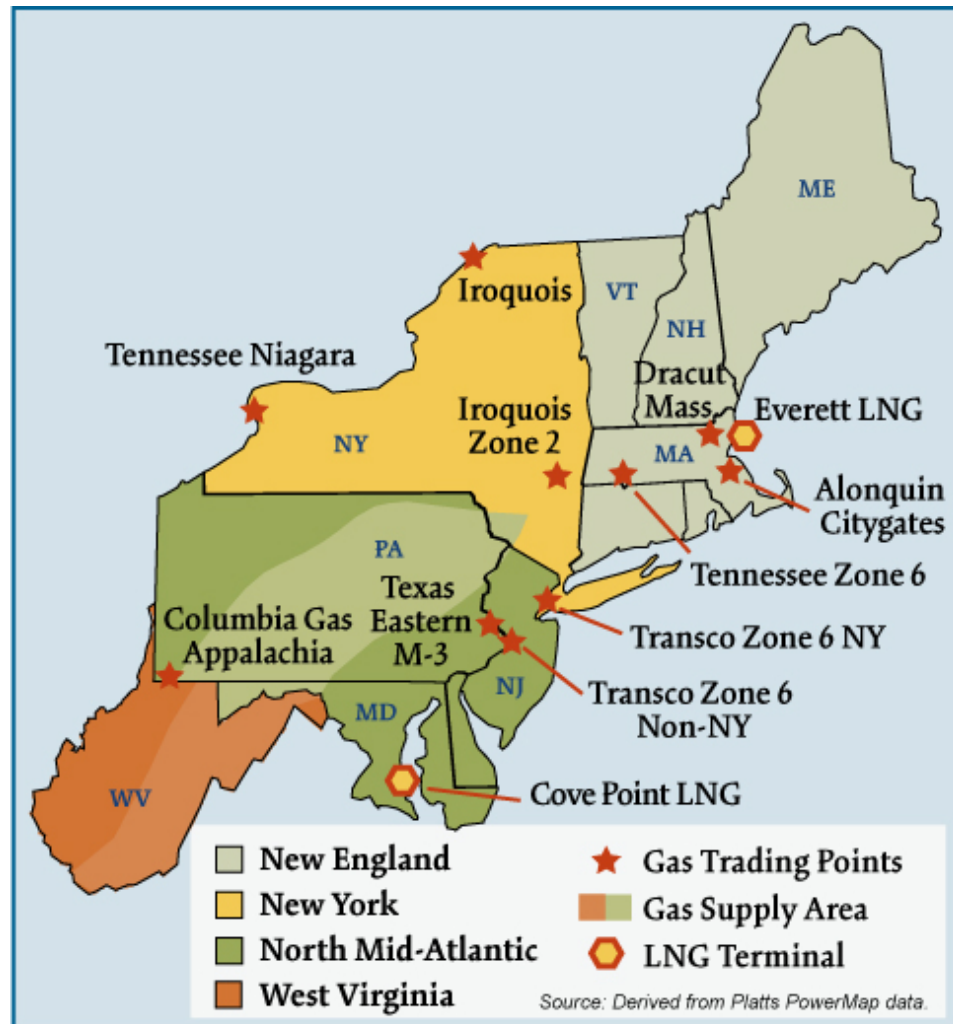 ME
VT
Iroquois
NH
Tennessee Niagara
Dracut
Mass
Everett LNG
Iroquois
Zone 2
NY
MA
Alonquin
Citygates
PA
Tennessee Zone 6
Texas
Eastern
M-3
Columbia Gas
Appalachia
Transco Zone 6 NY
NJ
Transco Zone 6
Non-NY
MD
WV
Cove Point LNG
New England
New York
North Mid-Atlantic
West Virginia
Gas Trading Points
Gas Supply Area
LNG Terminal
Source: Derived from Platts PowerMap data.